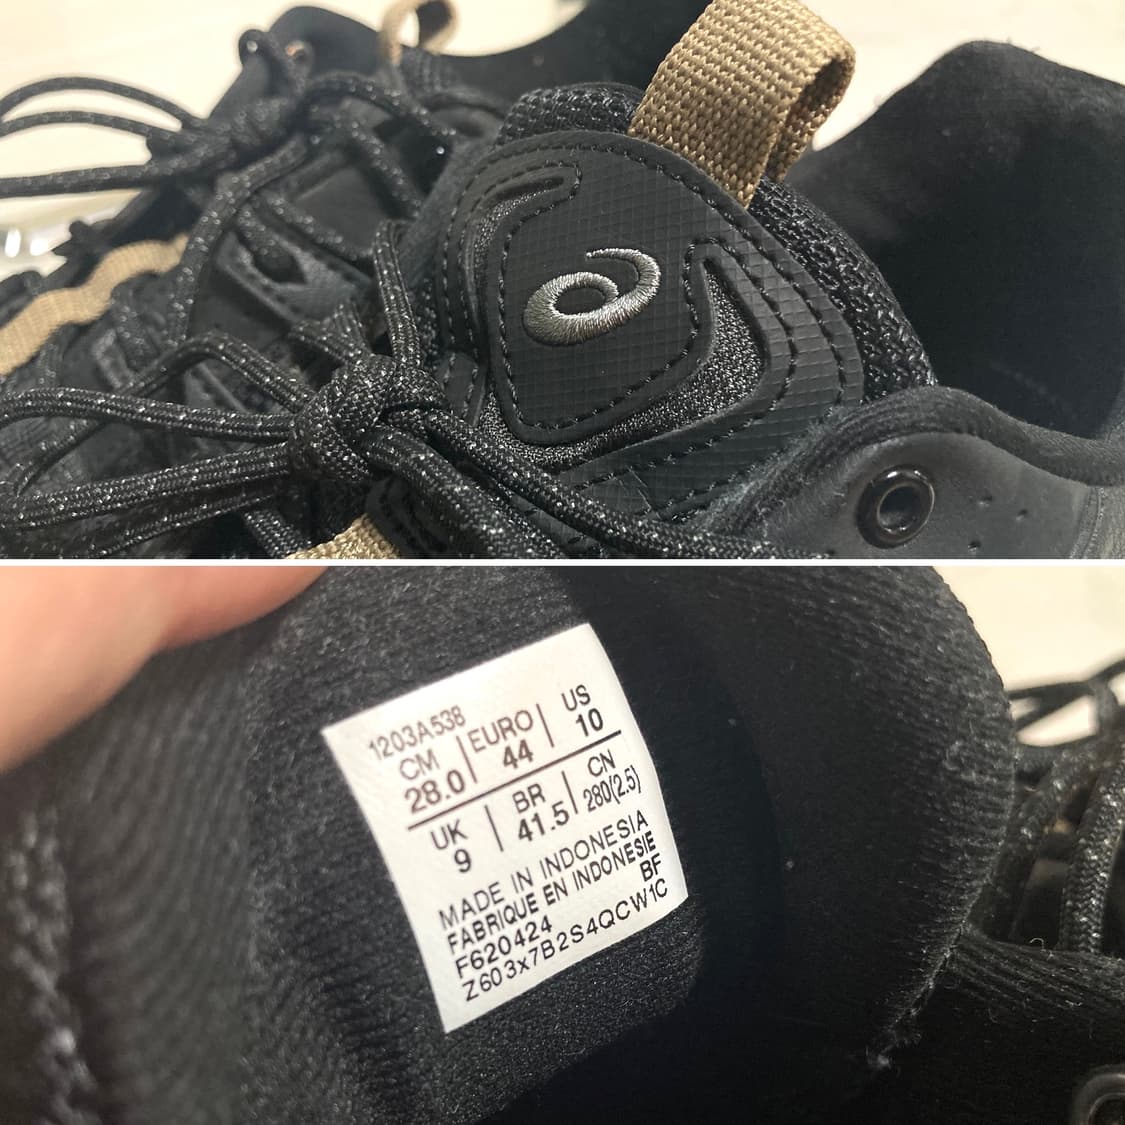 1203A538
CM EURO US
28.0 44 10
UK BR CN
9 41.5 280(2.5)
MADE IN INDONESIA
FABRIQUE EN INDONESIE
BF
F620424
Z603x7B2S4QCW1C